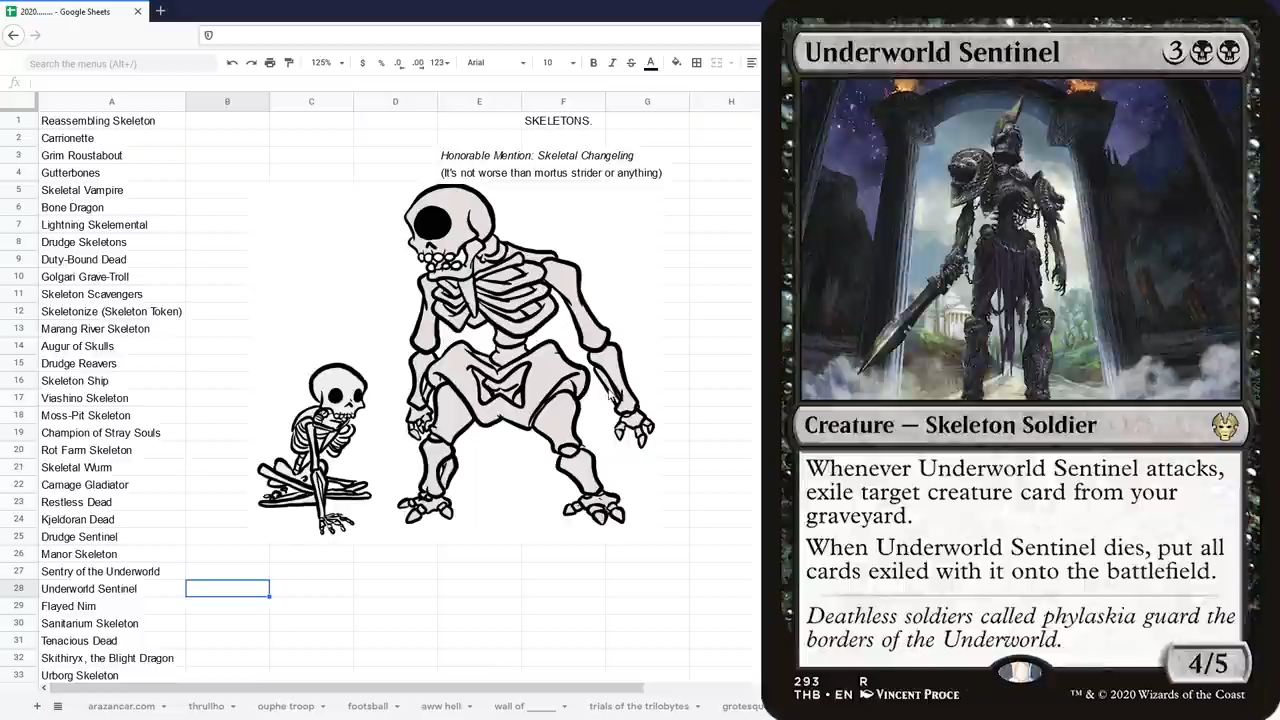 2020........ - Google Sheets
Search the menus (Alt+/)
125%
$
%
.0
.00
123
Arial
10
B
I
S
A
fx
A
B
C
D
E
F
G
H
1 Reassembling Skeleton
SKELETONS.
2 Carrionette
3 Grim Roustabout
Honorable Mention: Skeletal Changeling
4 Gutterbones
(It's not worse than mortus strider or anything)
5 Skeletal Vampire
6 Bone Dragon
7 Lightning Skelemental
8 Drudge Skeletons
9 Duty-Bound Dead
10 Golgari Grave-Troll
11 Skeleton Scavengers
12 Skeletonize (Skeleton Token)
13 Marang River Skeleton
14 Augur of Skulls
15 Drudge Reavers
16 Skeleton Ship
17 Viashino Skeleton
18 Moss-Pit Skeleton
19 Champion of Stray Souls
20 Rot Farm Skeleton
21 Skeletal Wurm
22 Carnage Gladiator
23 Restless Dead
24 Kjeldoran Dead
25 Drudge Sentinel
26 Manor Skeleton
27 Sentry of the Underworld
28 Underworld Sentinel
29 Flayed Nim
30 Sanitarium Skeleton
31 Tenacious Dead
32 Skithiryx, the Blight Dragon
33 Urborg Skeleton
arazancar.com
thrullho
ouphe troop
footsball
aww hell
wall of ______
trials of the trilobytes
grotesqu
Underworld Sentinel
3
Creature — Skeleton Soldier
Whenever Underworld Sentinel attacks,
exile target creature card from your
graveyard.
When Underworld Sentinel dies, put all
cards exiled with it onto the battlefield.
Deathless soldiers called phylaskia guard the
borders of the Underworld.
4/5
293 R
THB • EN VINCENT PROCE
™ & © 2020 Wizards of the Coast